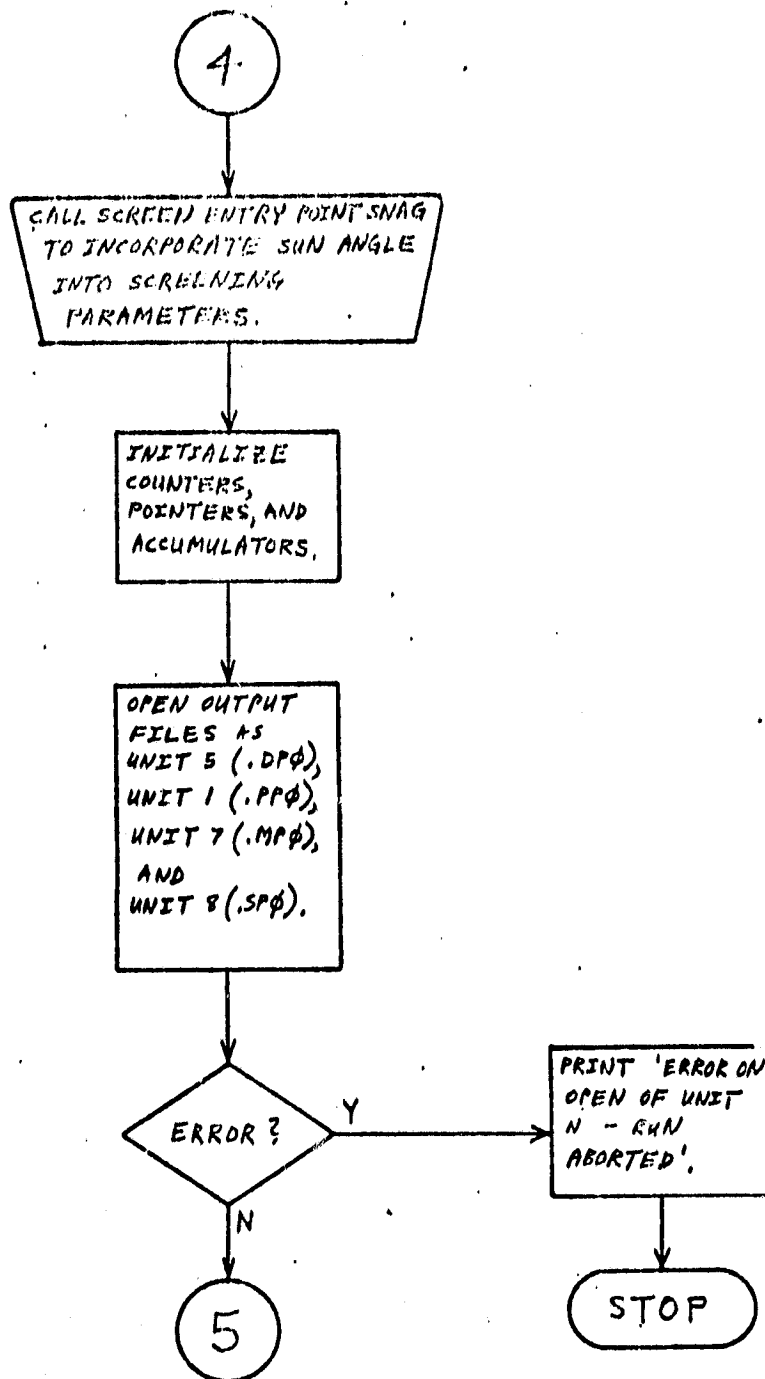 4
CALL SCREEN ENTRY POINT SNAG
TO INCORPORATE SUN ANGLE
INTO SCREENING
PARAMETERS.
INITIALIZE
COUNTERS,
POINTERS, AND
ACCUMULATORS.
OPEN OUTPUT
FILES AS
UNIT 5 (.DPØ),
UNIT 1 (.PPØ),
UNIT 7 (.MPØ),
AND
UNIT 8 (.SPØ).
ERROR?
Y
PRINT 'ERROR ON
OPEN OF UNIT
N - RUN
ABORTED'.
N
STOP
5